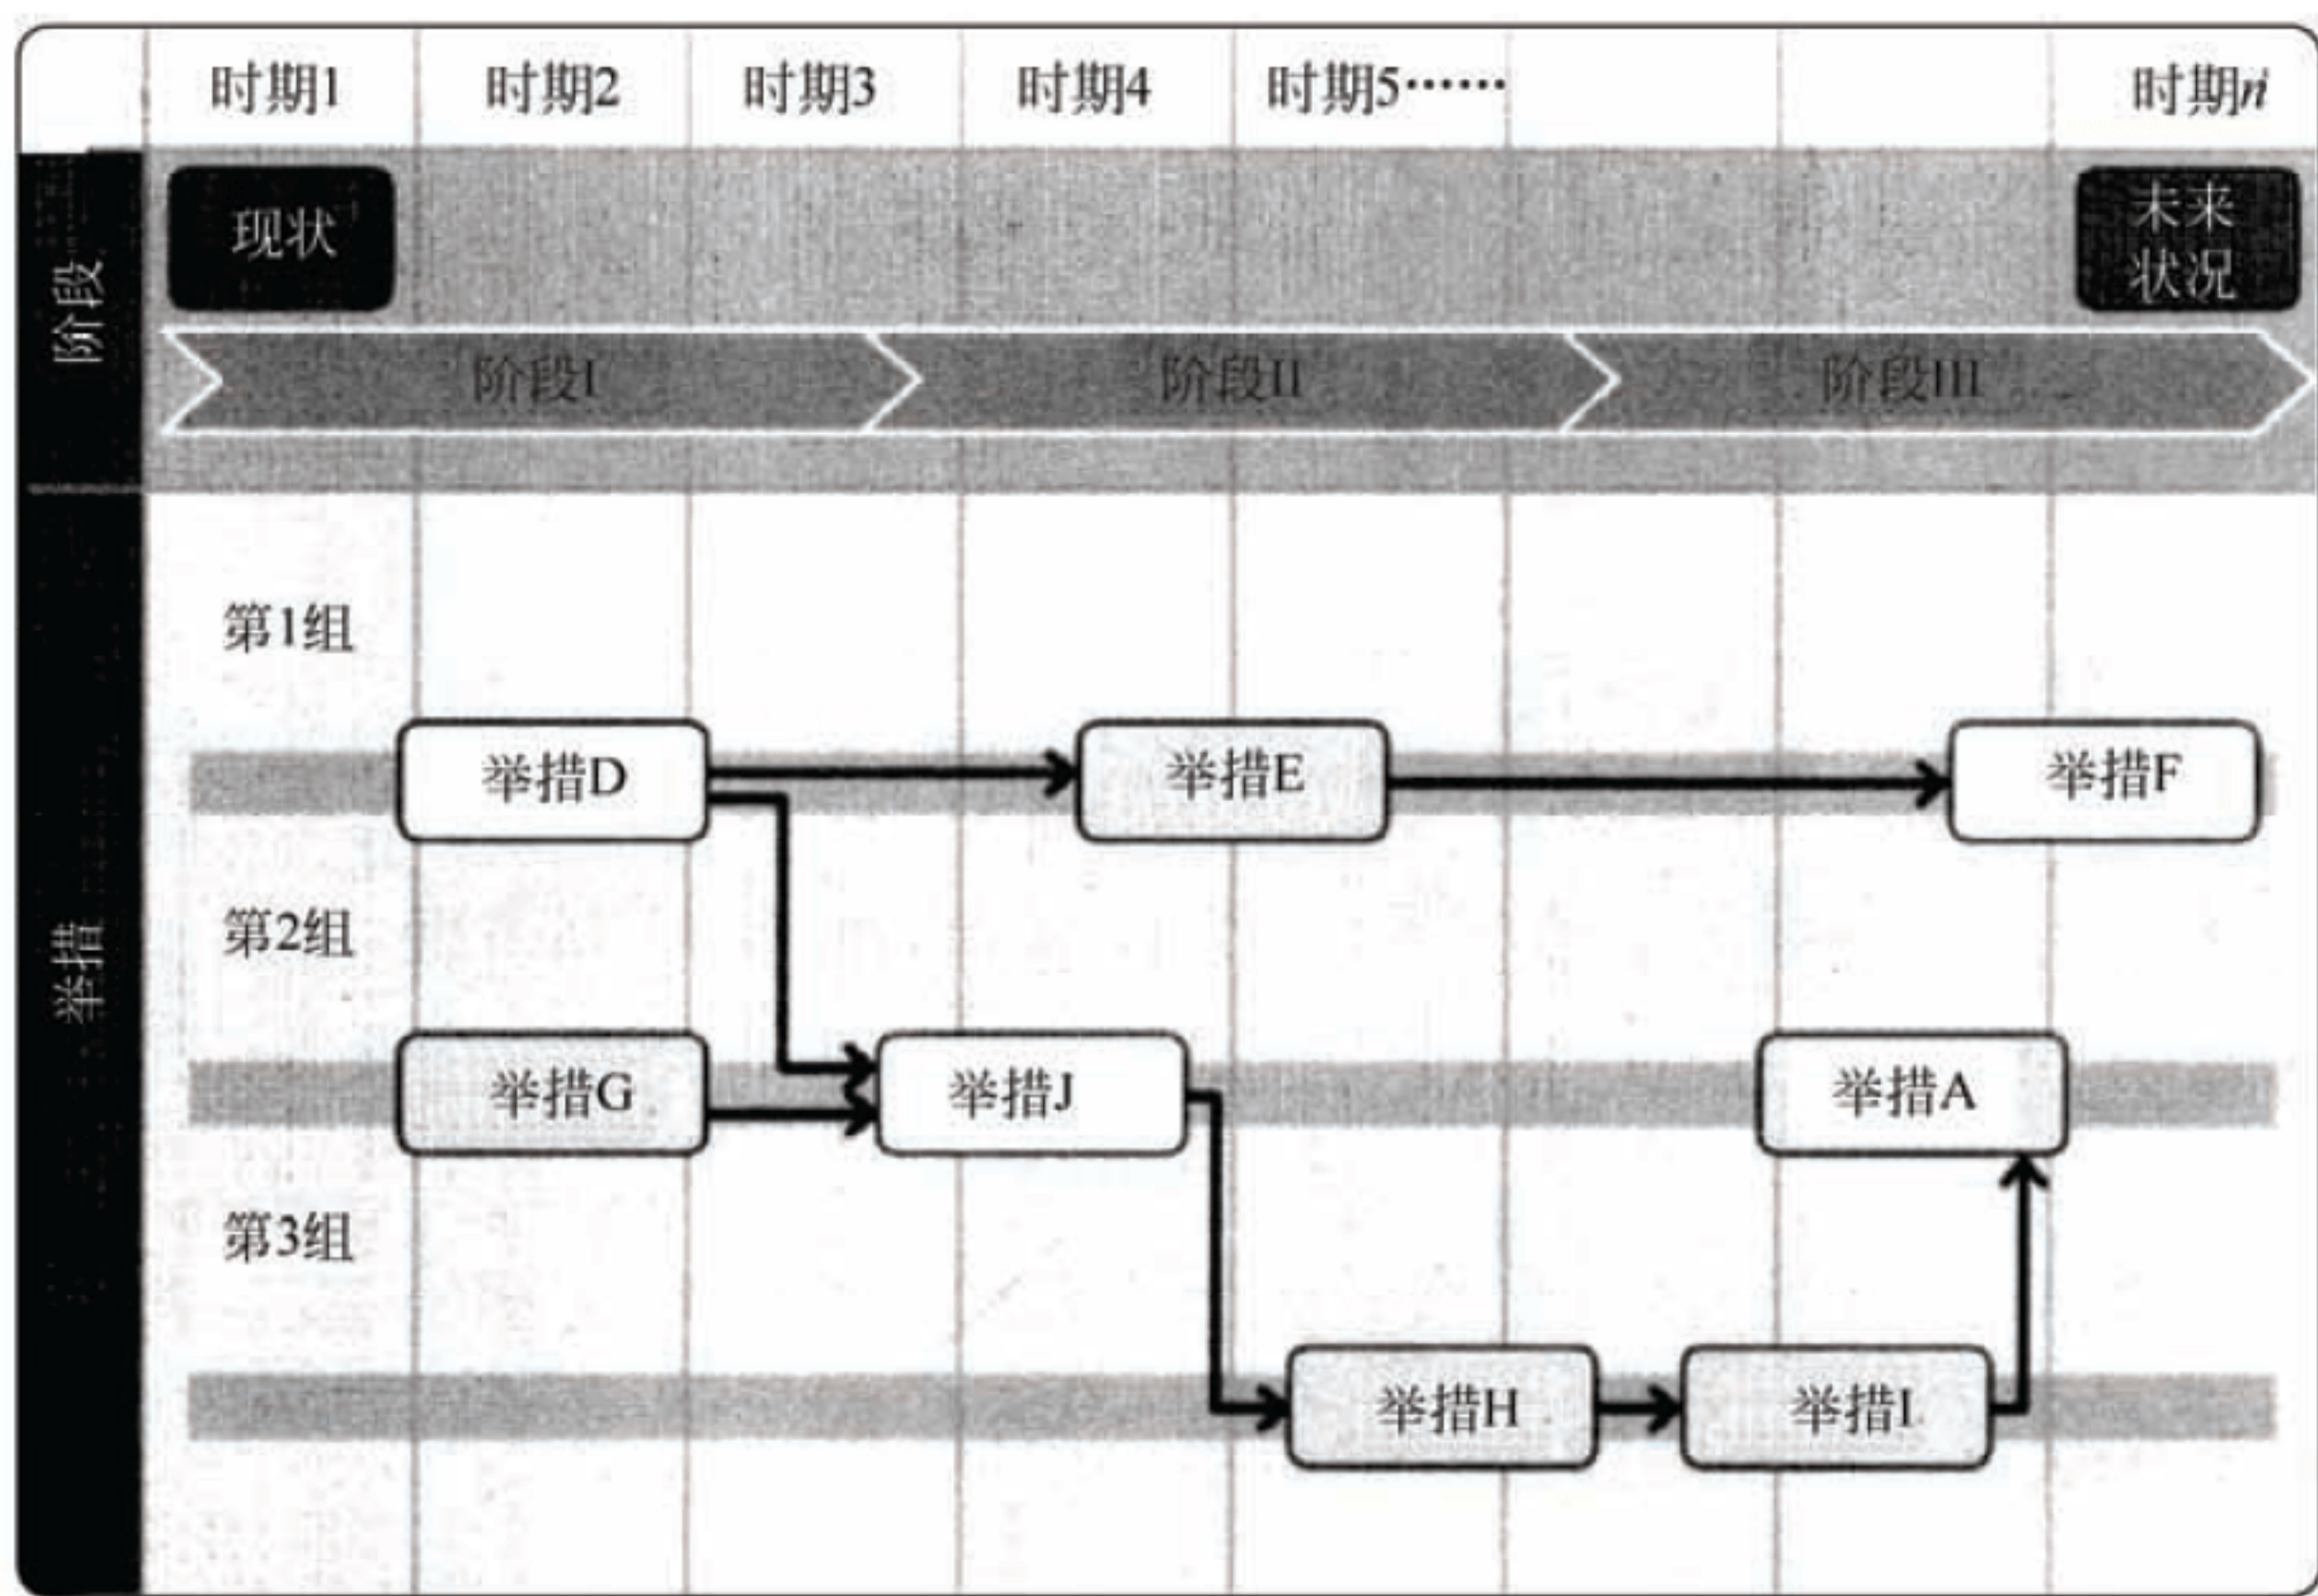 时期1 时期2 时期3 时期4 时期5…… 时期n
阶段
现状
未来
状况
阶段I 阶段II 阶段III
举措
第1组
举措D 举措E 举措F
第2组
举措G 举措J 举措A
第3组
举措H 举措I